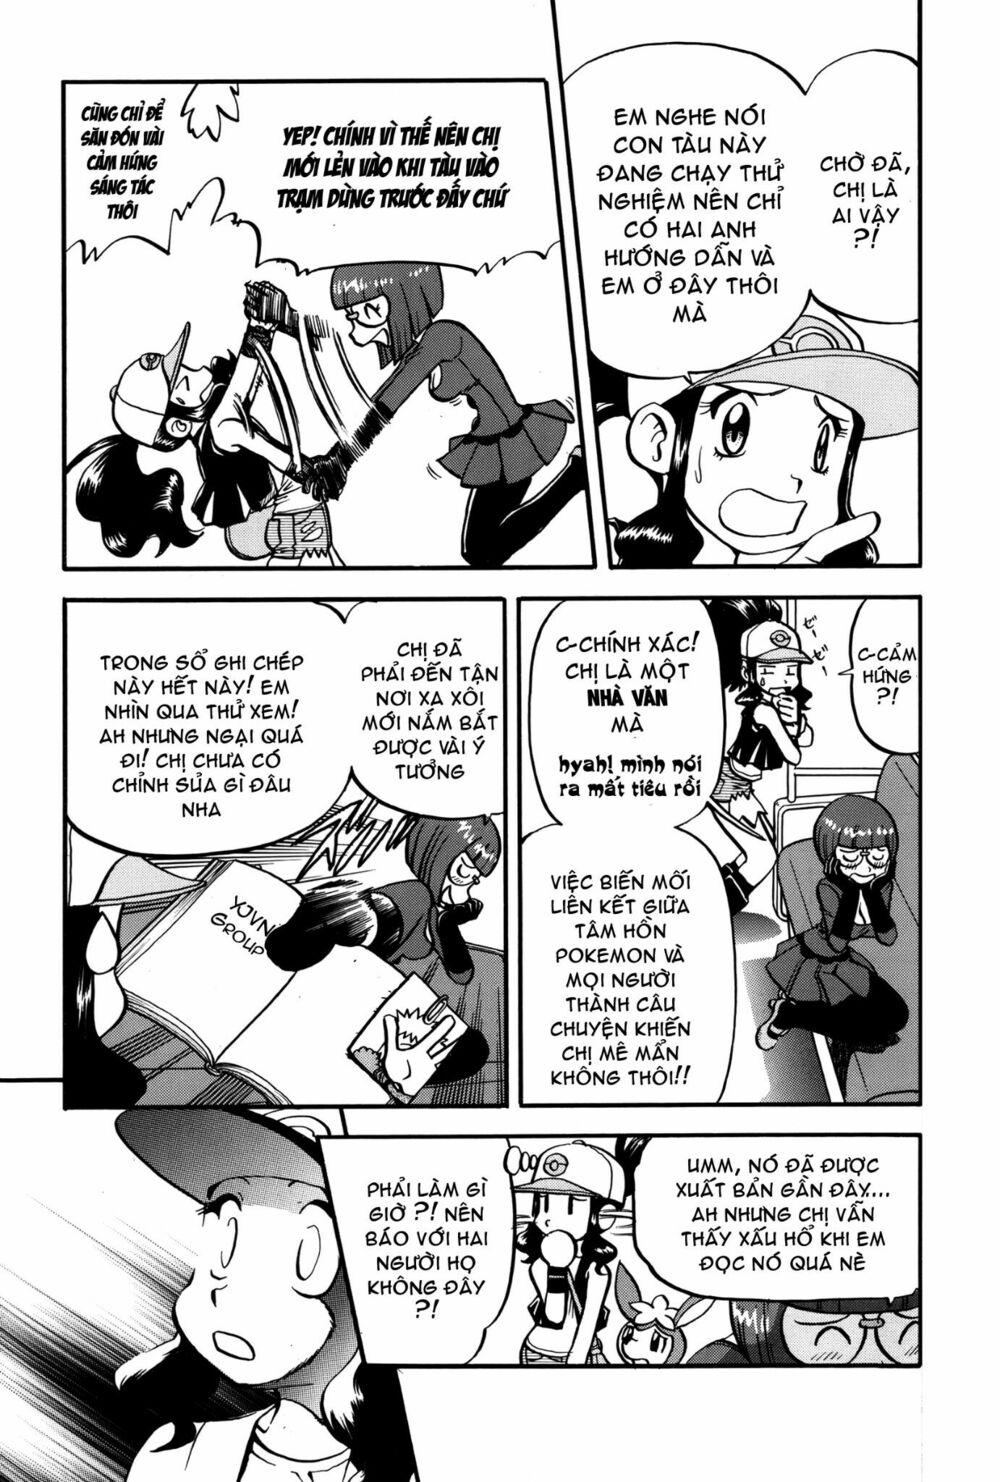 CHỜ ĐÃ,
CHỊ LÀ
AI VẬY
?!
EM NGHE NÓI
CON TÀU NÀY
ĐANG CHẠY THỬ
NGHIỆM NÊN CHỈ
CÓ HAI ANH
HƯỚNG DẪN VÀ
EM Ở ĐÂY THÔI
MÀ
YEP! CHÍNH VÌ THẾ NÊN CHỊ
MỚI LẺN VÀO KHI TÀU VÀO
TRẠM DỪNG TRƯỚC ĐẤY CHỨ
CŨNG CHỈ ĐỂ
SĂN ĐÓN VÀI
CẢM HỨNG
SÁNG TÁC
THÔI
C-CẢM
HỨNG
?!
C-CHÍNH XÁC!
CHỊ LÀ MỘT
NHÀ VĂN
MÀ
hyah! mình nói
ra mất tiêu rồi
VIỆC BIẾN MỐI
LIÊN KẾT GIỮA
TÂM HỒN
POKEMON VÀ
MỌI NGƯỜI
THÀNH CÂU
CHUYỆN KHIẾN
CHỊ MÊ MẨN
KHÔNG THÔI!!
CHỊ ĐÃ
PHẢI ĐẾN TẬN
NƠI XA XÔI
MỚI NẮM BẮT
ĐƯỢC VÀI Ý
TƯỞNG
TRONG SỔ GHI CHÉP
NÀY HẾT NÀY! EM
NHÌN QUA THỬ XEM!
AH NHƯNG NGẠI QUÁ
ĐI! CHỊ CHƯA CÓ
CHỈNH SỬA GÌ ĐÂU
NHA
XJVN
GROUP
UMM, NÓ ĐÃ ĐƯỢC
XUẤT BẢN GẦN ĐÂY...
AH NHƯNG CHỊ VẪN
THẤY XẤU HỔ KHI EM
ĐỌC NÓ QUÁ NÈ
PHẢI LÀM GÌ
GIỜ ?! NÊN
BÁO VỚI HAI
NGƯỜI HỌ
KHÔNG ĐÂY
?!